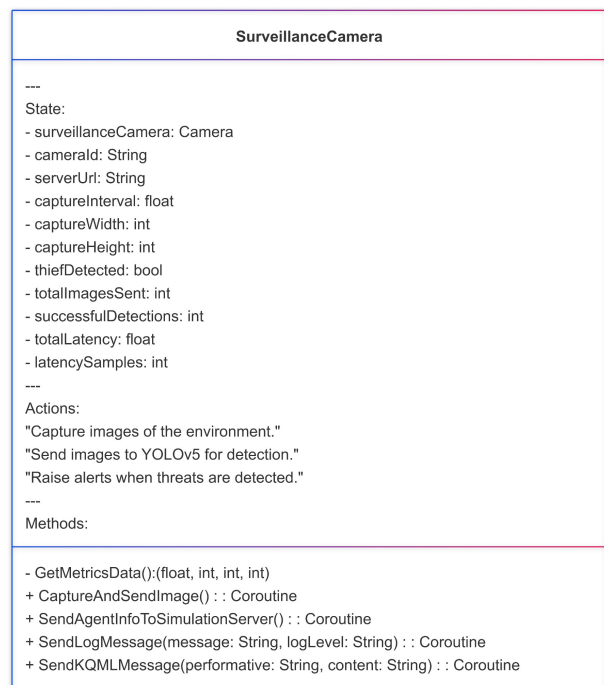 SurveillanceCamera
---
State:
- surveillanceCamera: Camera
- cameraId: String
- serverUrl: String
- captureInterval: float
- captureWidth: int
- captureHeight: int
- thiefDetected: bool
- totalImagesSent: int
- successfulDetections: int
- totalLatency: float
- latencySamples: int
---
Actions:
"Capture images of the environment."
"Send images to YOLOv5 for detection."
"Raise alerts when threats are detected."
---
Methods:
- GetMetricsData():(float, int, int, int)
+ CaptureAndSendImage() : : Coroutine
+ SendAgentInfoToSimulationServer() : : Coroutine
+ SendLogMessage(message: String, logLevel: String) : : Coroutine
+ SendKQMLMessage(performative: String, content: String) : : Coroutine